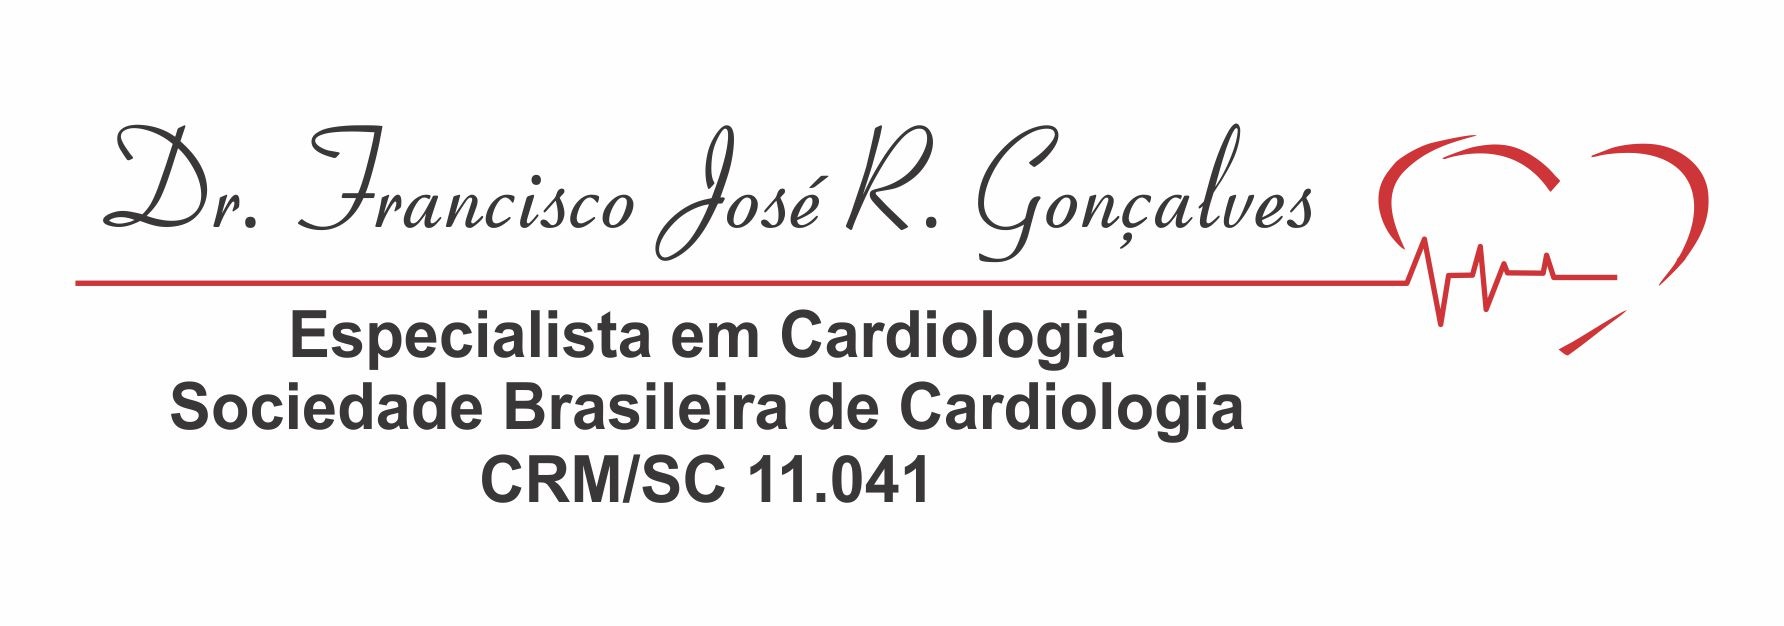 Dr. Francisco José R. Gonçalves
Especialista em Cardiologia
Sociedade Brasileira de Cardiologia
CRM/SC 11.041